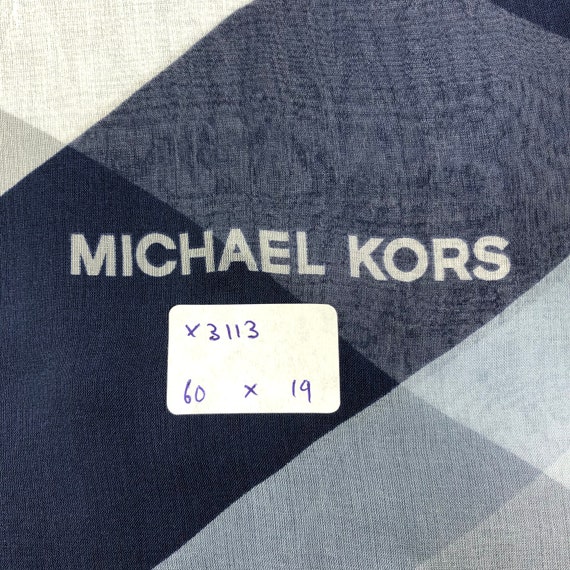 MICHAEL KORS
x3113
60 x 19